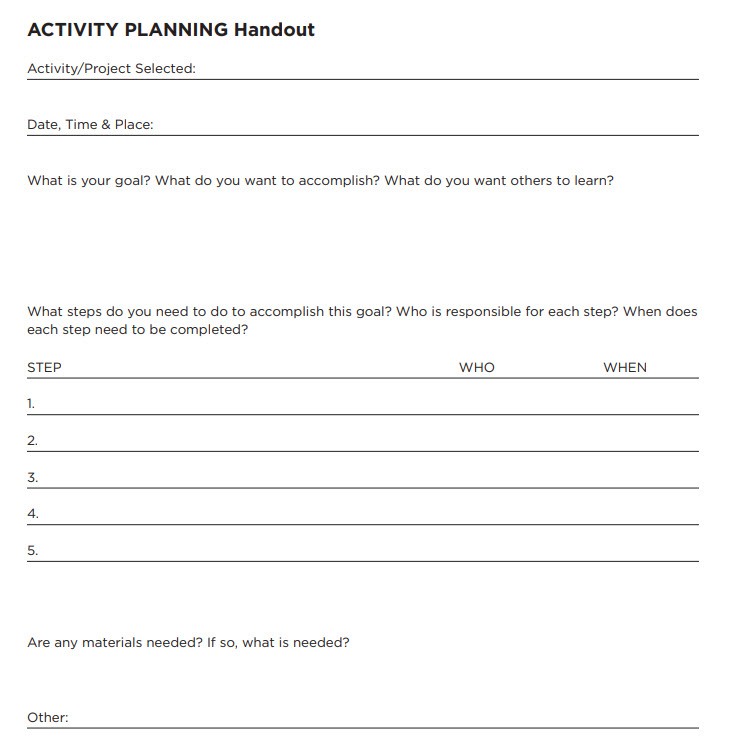 ACTIVITY PLANNING Handout
Activity/Project Selected:
Date, Time & Place:
What is your goal? What do you want to accomplish? What do you want others to learn?
What steps do you need to do to accomplish this goal? Who is responsible for each step? When does
each step need to be completed?
STEP WHO WHEN
1.
2.
3.
4.
5.
Are any materials needed? If so, what is needed?
Other: